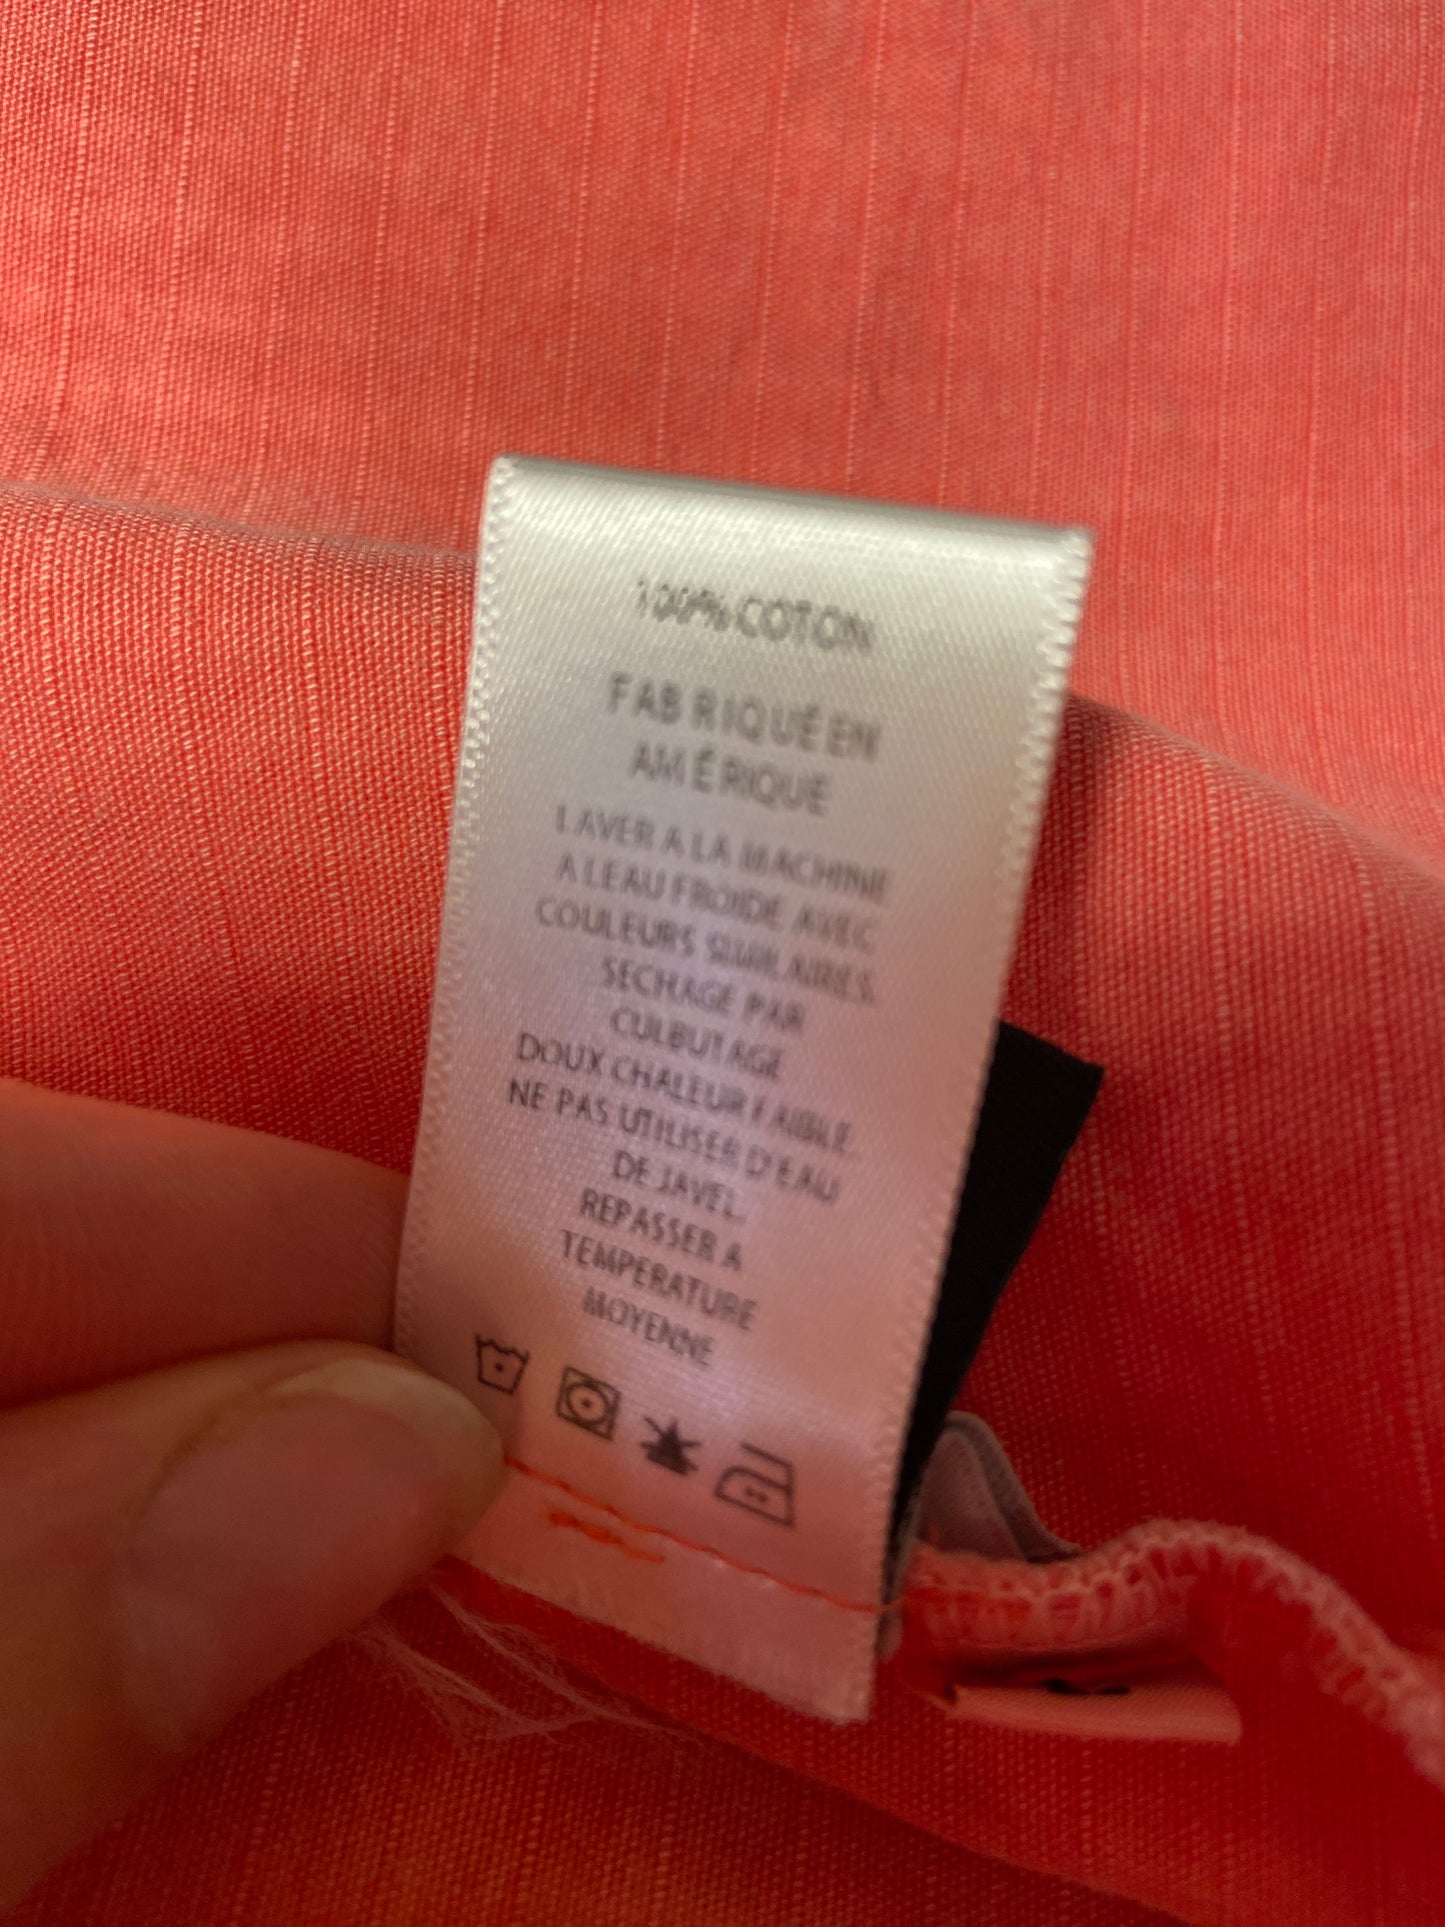 100% COTON
FABRIQUÉ EN
AMÉRIQUE
LAVER A LA MACHINE
A LEAU FROIDE AVEC
COULEURS SIMILAIRES.
SECHAGE PAR
CULBUTAGE
DOUX CHALEUR FAIBLE.
NE PAS UTILISER D'EAU
DE JAVEL.
REPASSER A
TEMPERATURE
MOYENNE